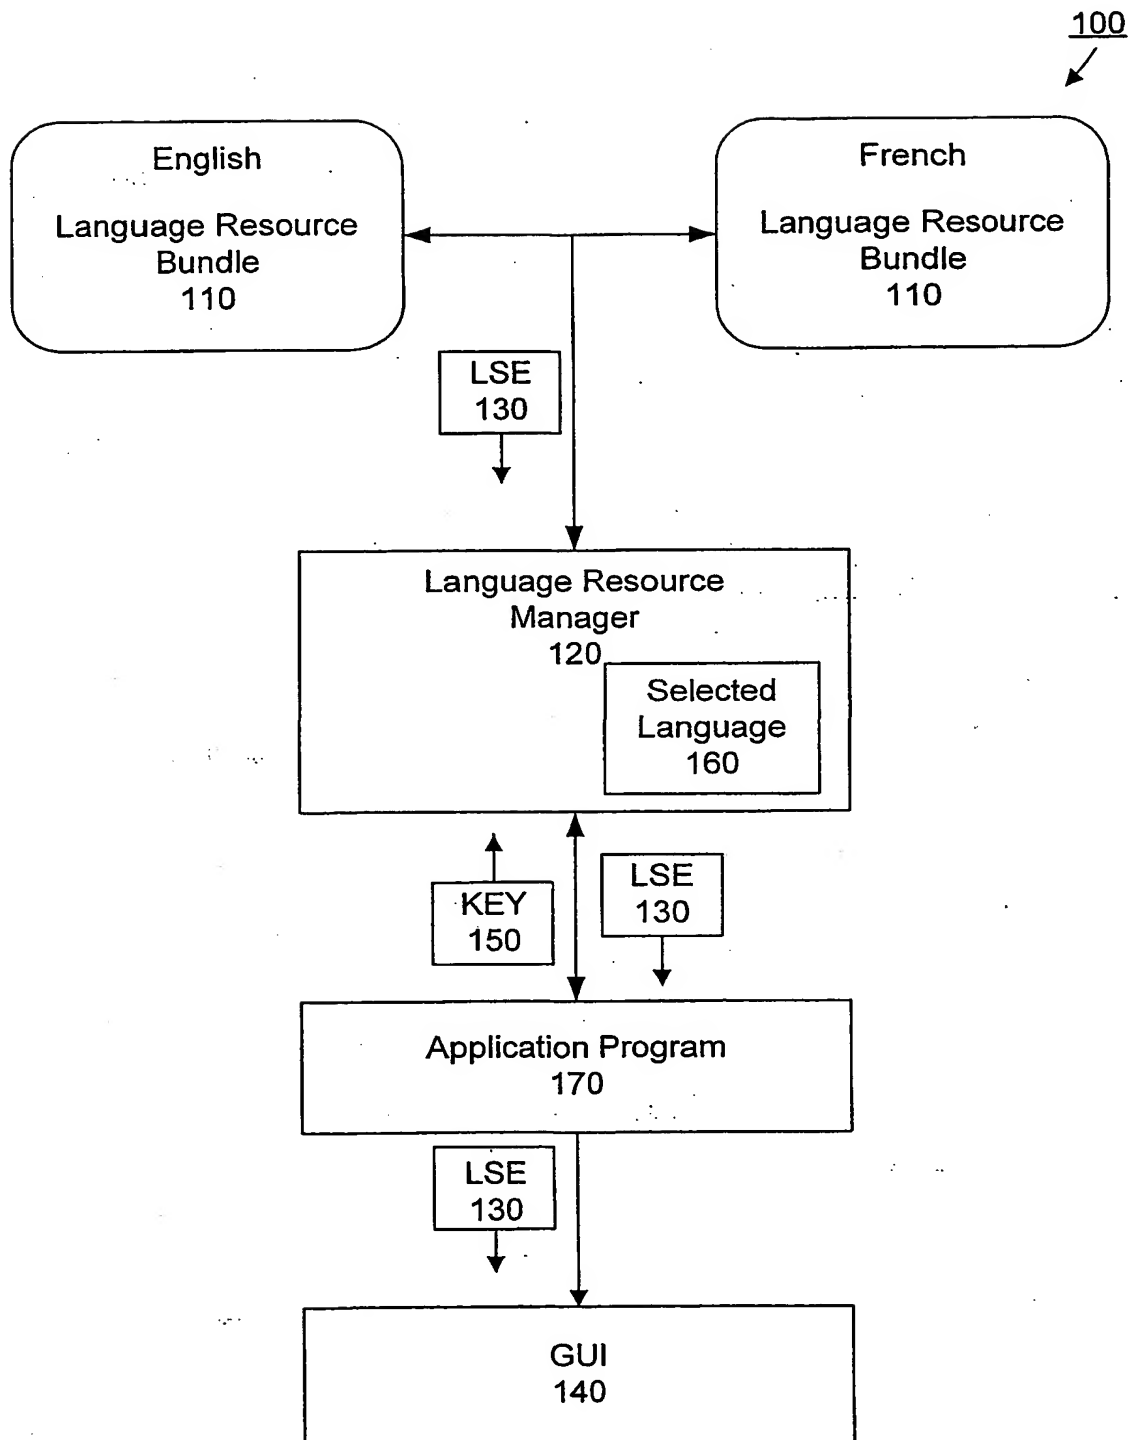 100
English
Language Resource
Bundle
110
French
Language Resource
Bundle
110
LSE
130
Language Resource
Manager
120
Selected
Language
160
KEY
150
LSE
130
Application Program
170
LSE
130
GUI
140